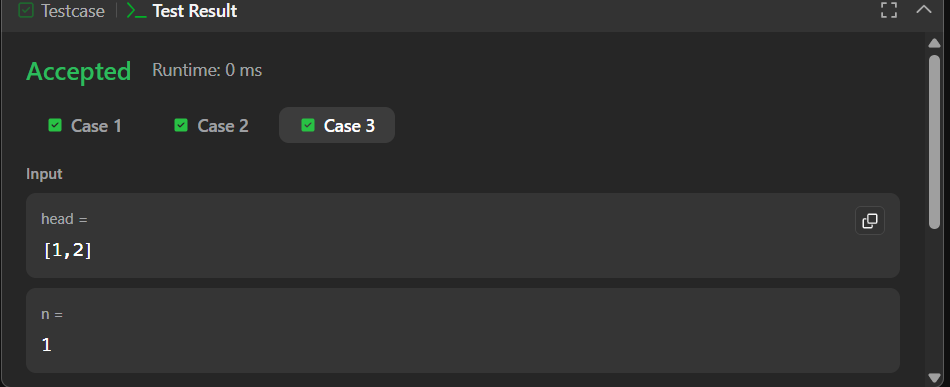 Testcase Test Result
Accepted Runtime: 0 ms
Case 1 Case 2 Case 3
Input
head =
[1,2]
n =
1